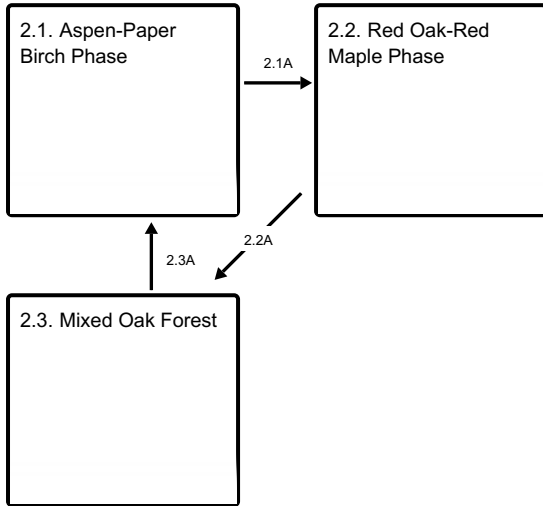 2.1. Aspen-Paper
Birch Phase
2.1A
2.2. Red Oak-Red
Maple Phase
2.2A
2.3A
2.3. Mixed Oak Forest